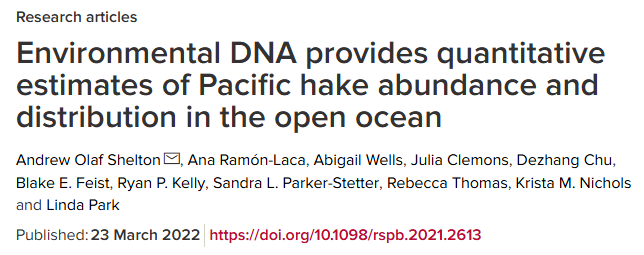 Research articles
Environmental DNA provides quantitative
estimates of Pacific hake abundance and
distribution in the open ocean
Andrew Olaf Shelton, Ana Ramón-Laca, Abigail Wells, Julia Clemons, Dezhang Chu,
Blake E. Feist, Ryan P. Kelly, Sandra L. Parker-Stetter, Rebecca Thomas, Krista M. Nichols
and Linda Park
Published: 23 March 2022 https://doi.org/10.1098/rspb.2021.2613